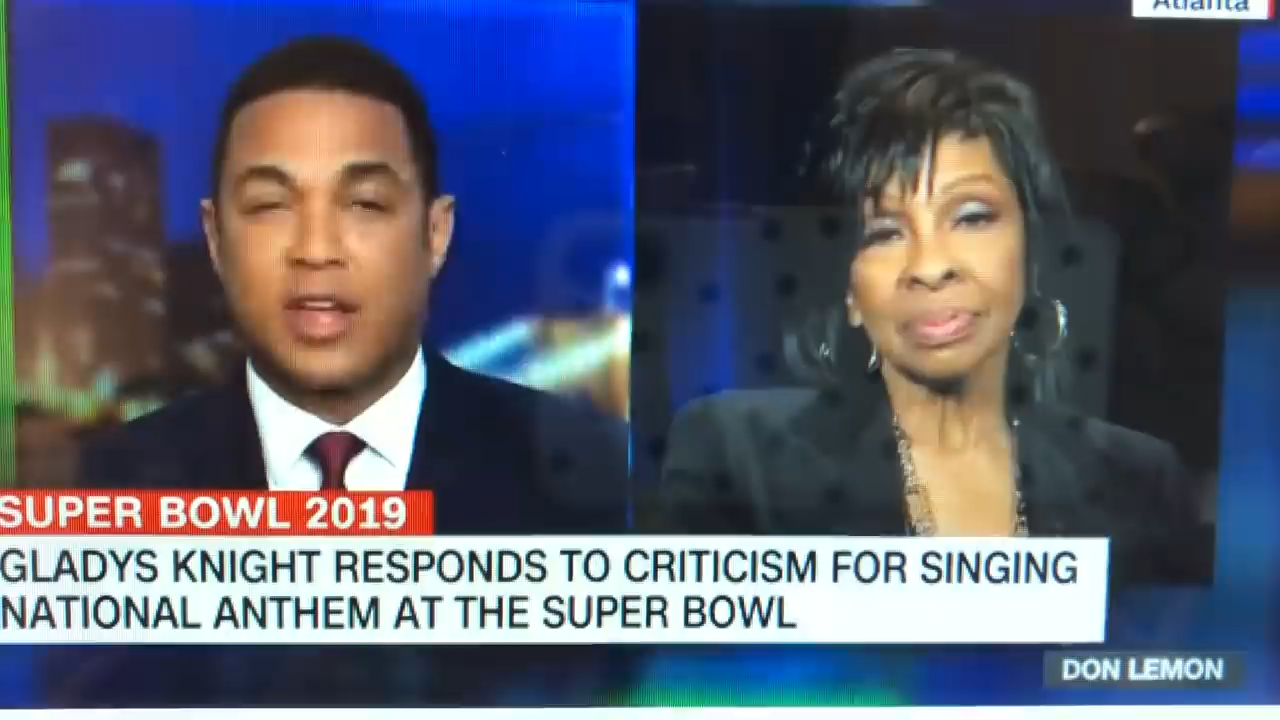 Atlanta
SUPER BOWL 2019
GLADYS KNIGHT RESPONDS TO CRITICISM FOR SINGING
NATIONAL ANTHEM AT THE SUPER BOWL
DON LEMON